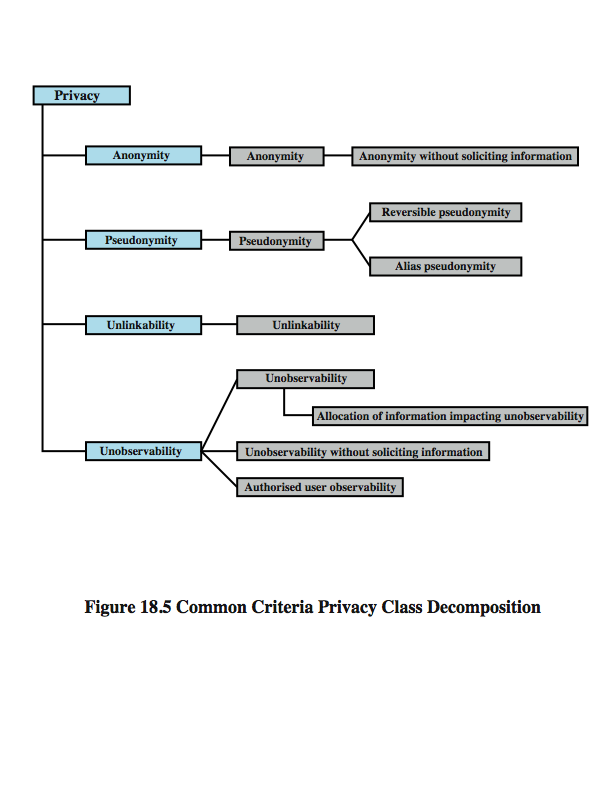 Privacy
Anonymity
Anonymity
Anonymity without soliciting information
Reversible pseudonymity
Pseudonymity
Pseudonymity
Alias pseudonymity
Unlinkability
Unlinkability
Unobservability
Allocation of information impacting unobservability
Unobservability
Unobservability without soliciting information
Authorised user observability
Figure 18.5 Common Criteria Privacy Class Decomposition